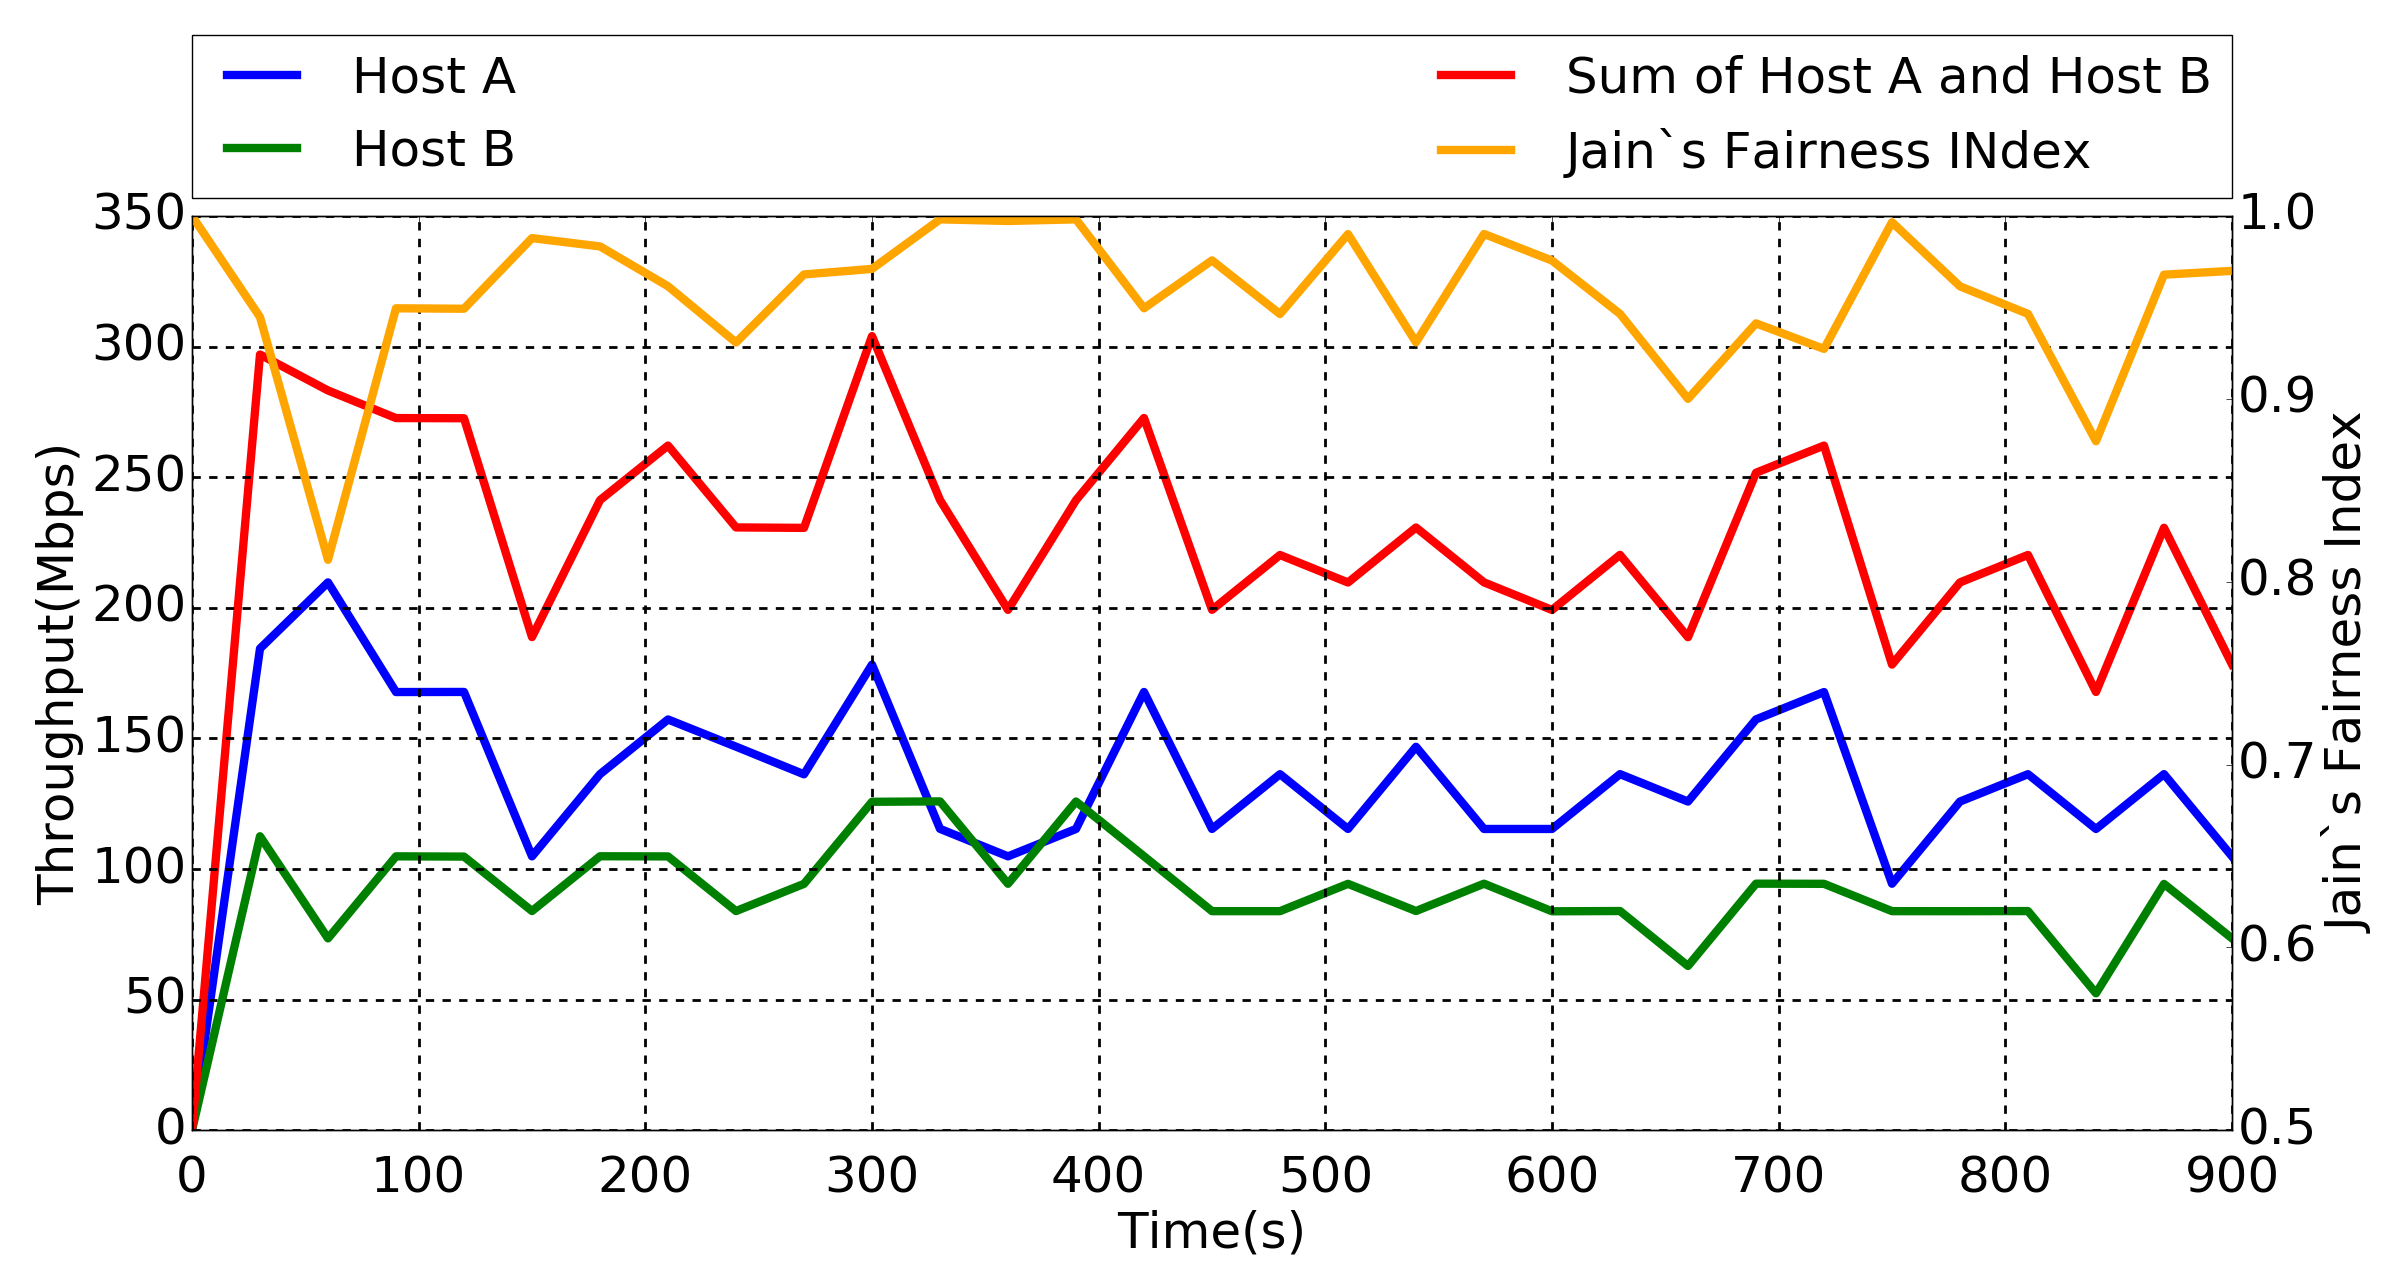 Host A
Host B
Sum of Host A and Host B
Jain`s Fairness INdex
350
300
250
200
150
100
50
0
Throughput(Mbps)
1.0
0.9
0.8
0.7
0.6
0.5
Jain`s Fairness Index
0 100 200 300 400 500 600 700 800 900
Time(s)